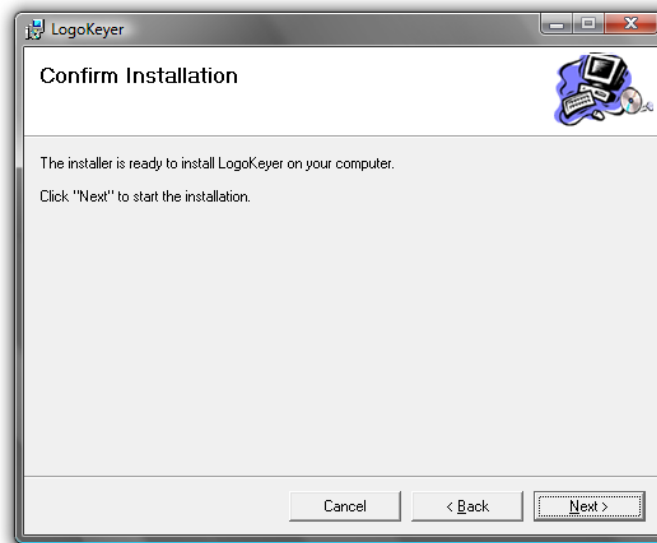 LogoKeyer
Confirm Installation
The installer is ready to install LogoKeyer on your computer.
Click "Next" to start the installation.
Cancel
< Back
Next >